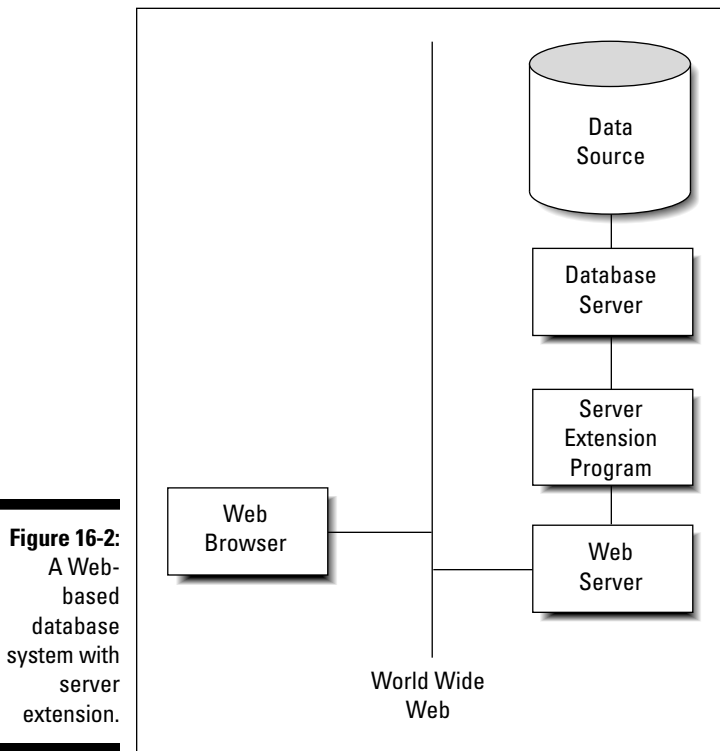 Data
Source
Database
Server
Server
Extension
Program
Web
Browser
Web
Server
World Wide
Web
Figure 16-2:
A Web-
based
database
system with
server
extension.